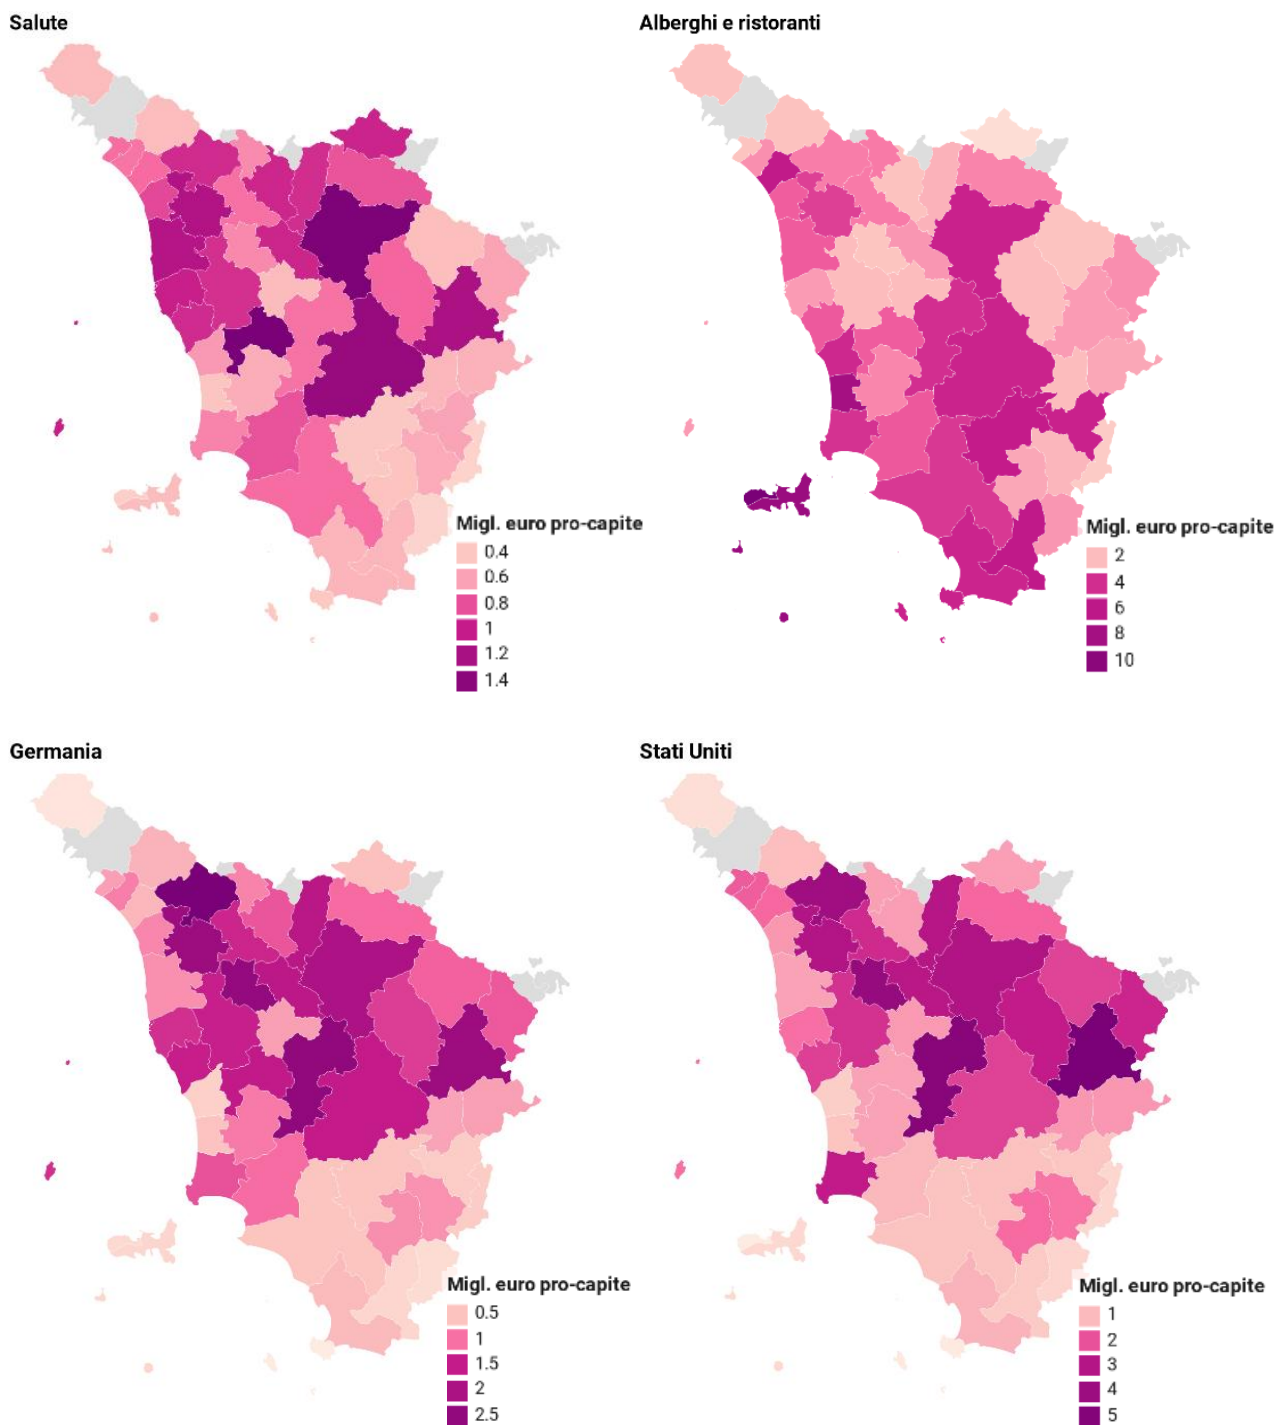 Salute
Alberghi e ristoranti
Migl. euro pro-capite
0.4
0.6
0.8
1
1.2
1.4
Migl. euro pro-capite
2
4
6
8
10
Germania
Stati Uniti
Migl. euro pro-capite
0.5
1
1.5
2
2.5
Migl. euro pro-capite
1
2
3
4
5